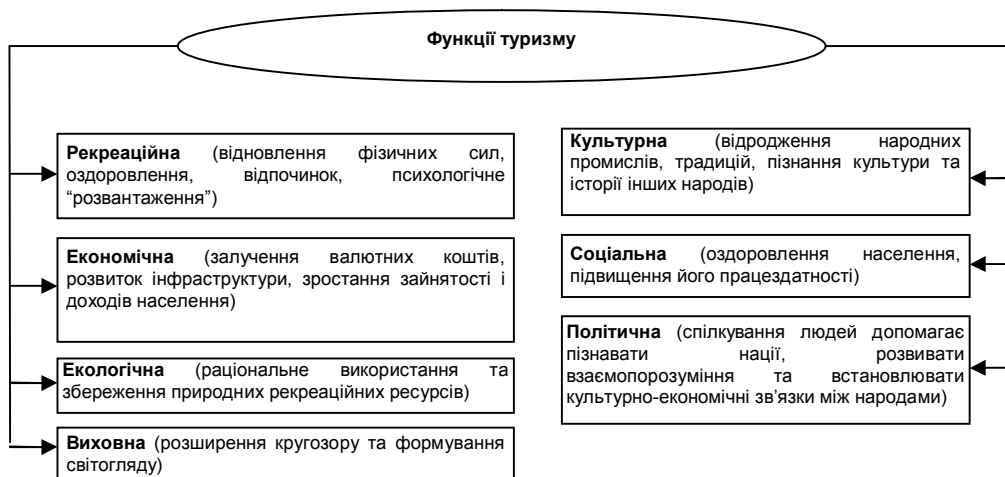 Функції туризму
Рекреаційна (відновлення фізичних сил,
оздоровлення, відпочинок, психологічне
“розвантаження”)
Економічна (залучення валютних коштів,
розвиток інфраструктури, зростання зайнятості і
доходів населення)
Екологічна (раціональне використання та
збереження природних рекреаційних ресурсів)
Виховна (розширення кругозору та формування
світогляду)
Культурна (відродження народних
промислів, традицій, пізнання культури та
історії інших народів)
Соціальна (оздоровлення населення,
підвищення його працездатності)
Політична (спілкування людей допомагає
пізнавати нації, розвивати
взаємопорозуміння та встановлювати
культурно-економічні зв’язки між народами)